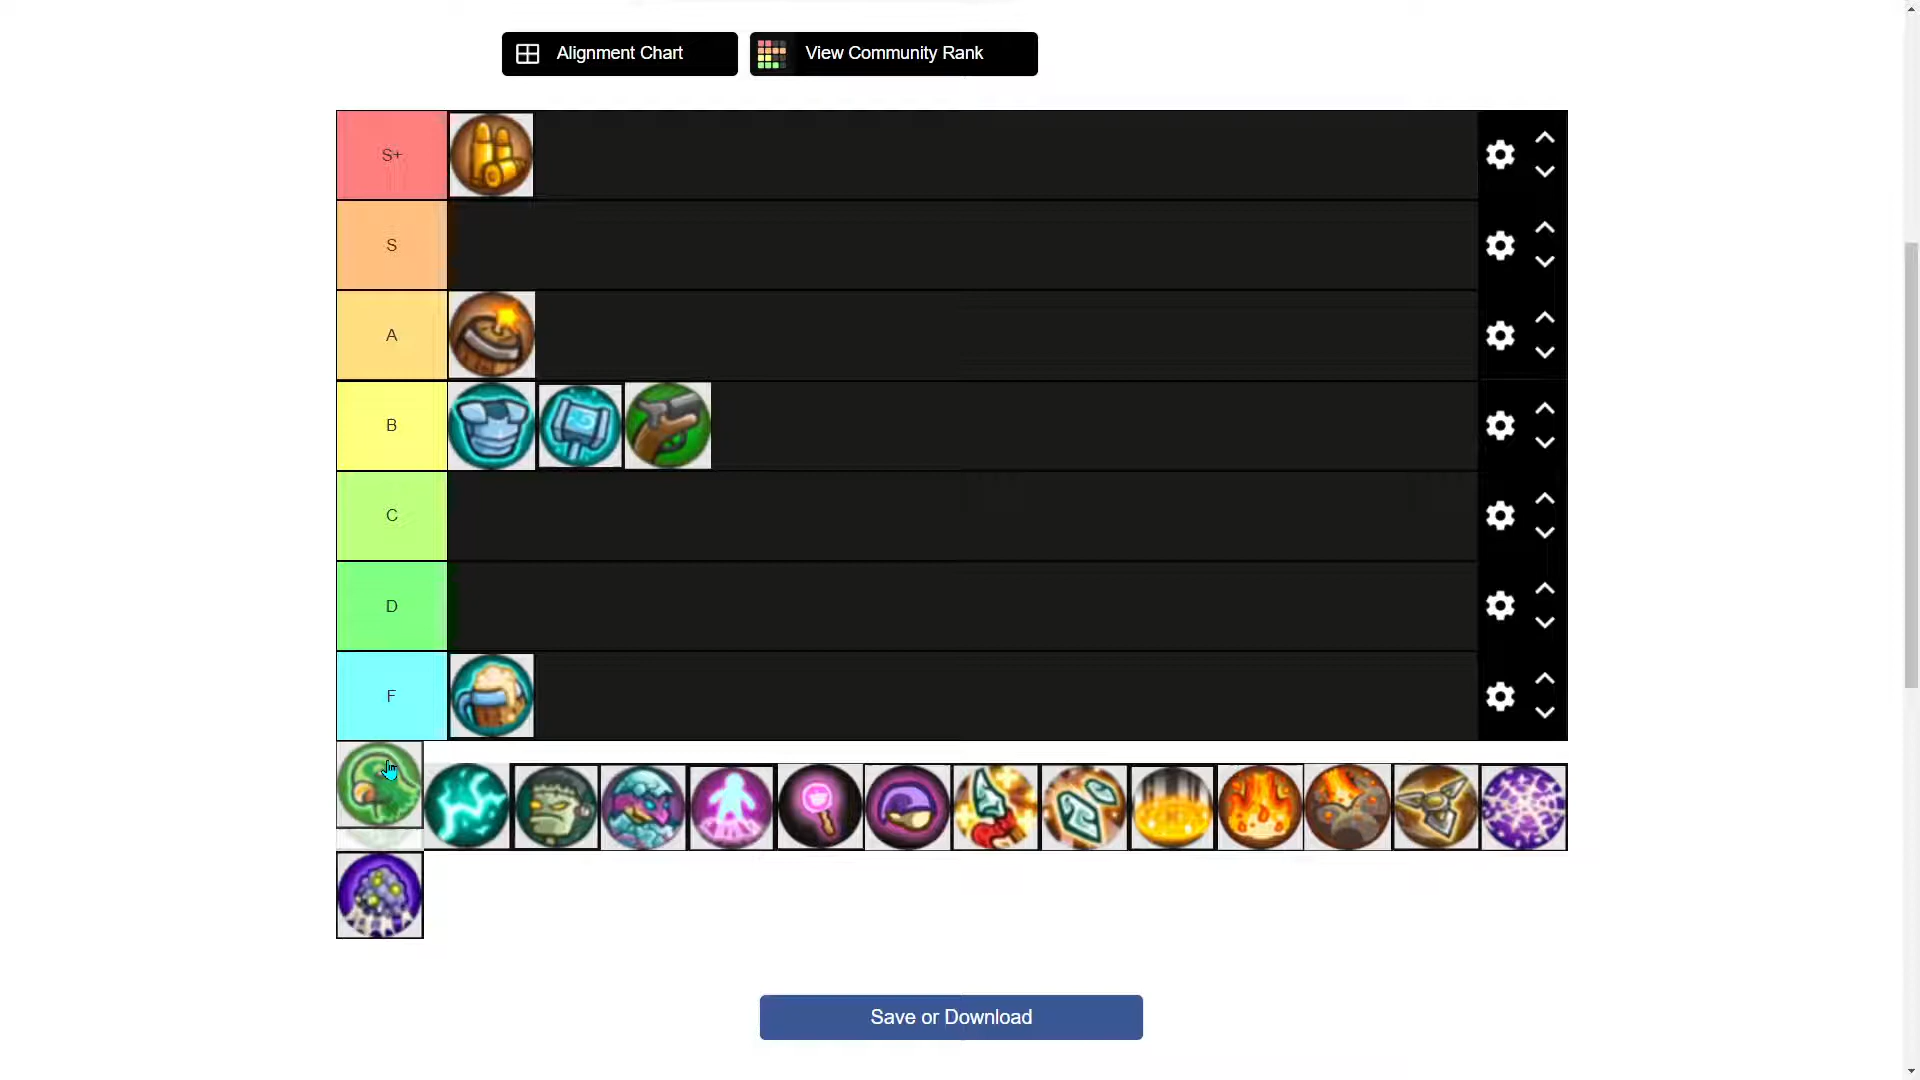 Alignment Chart
View Community Rank
S+
S
A
B
C
D
F
Save or Download